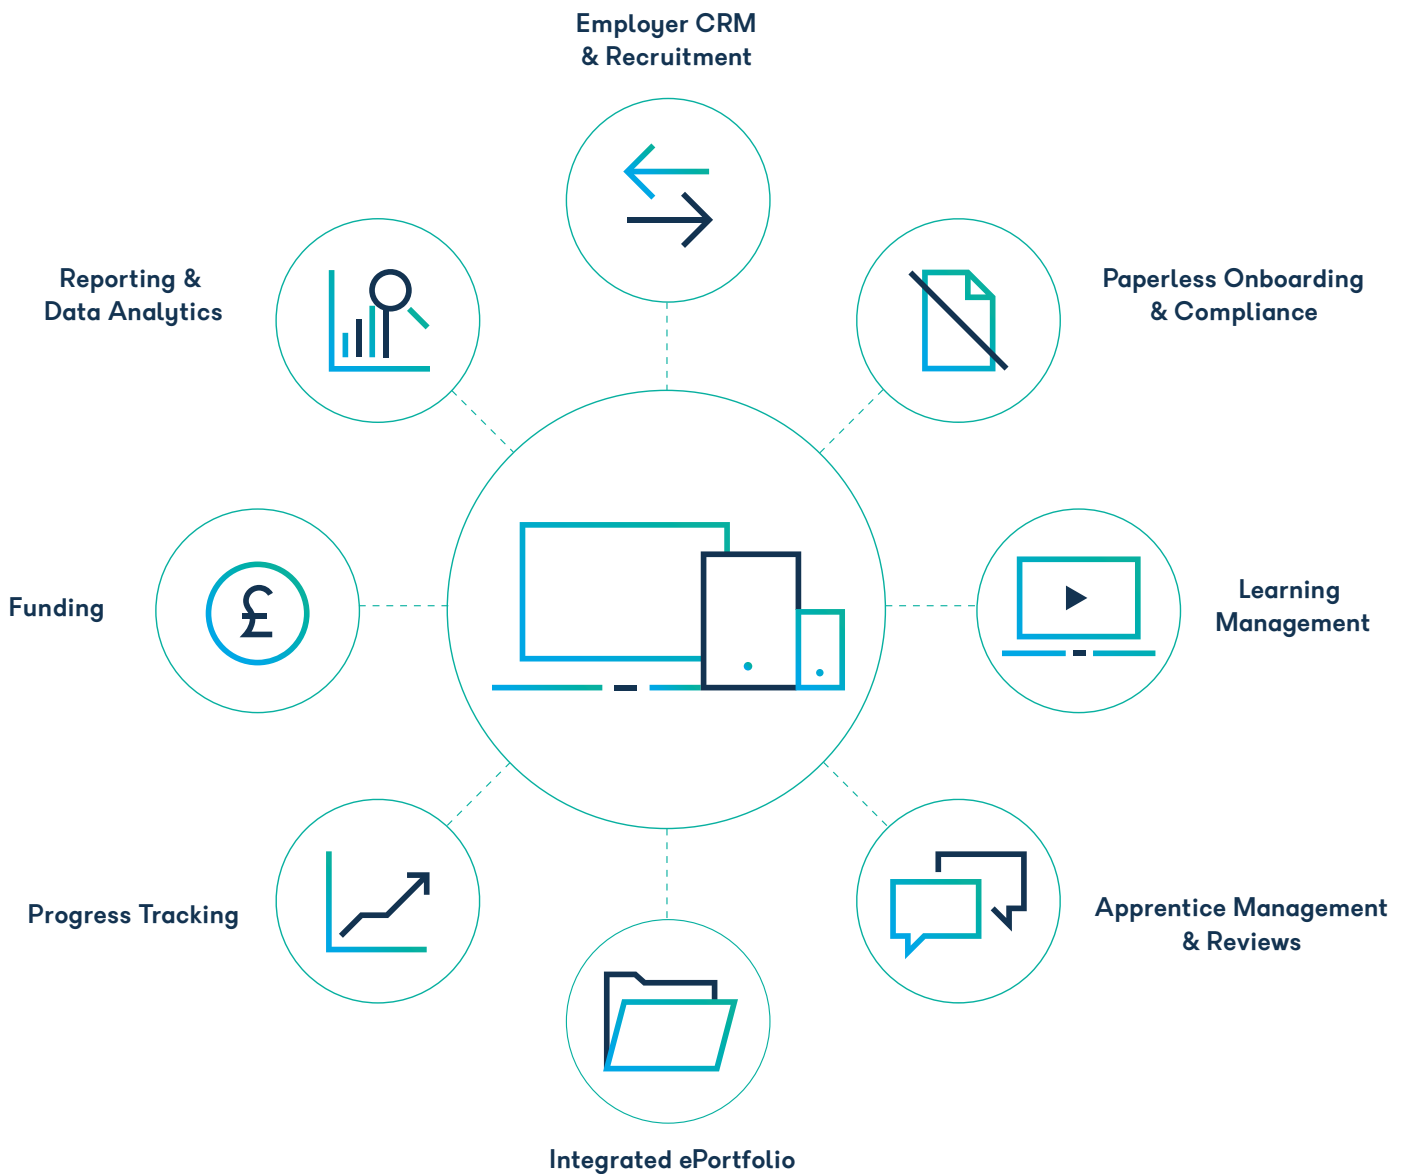 Employer CRM
& Recruitment
Reporting &
Data Analytics
Paperless Onboarding
& Compliance
Funding
£
Learning
Management
Progress Tracking
Apprentice Management
& Reviews
Integrated ePortfolio